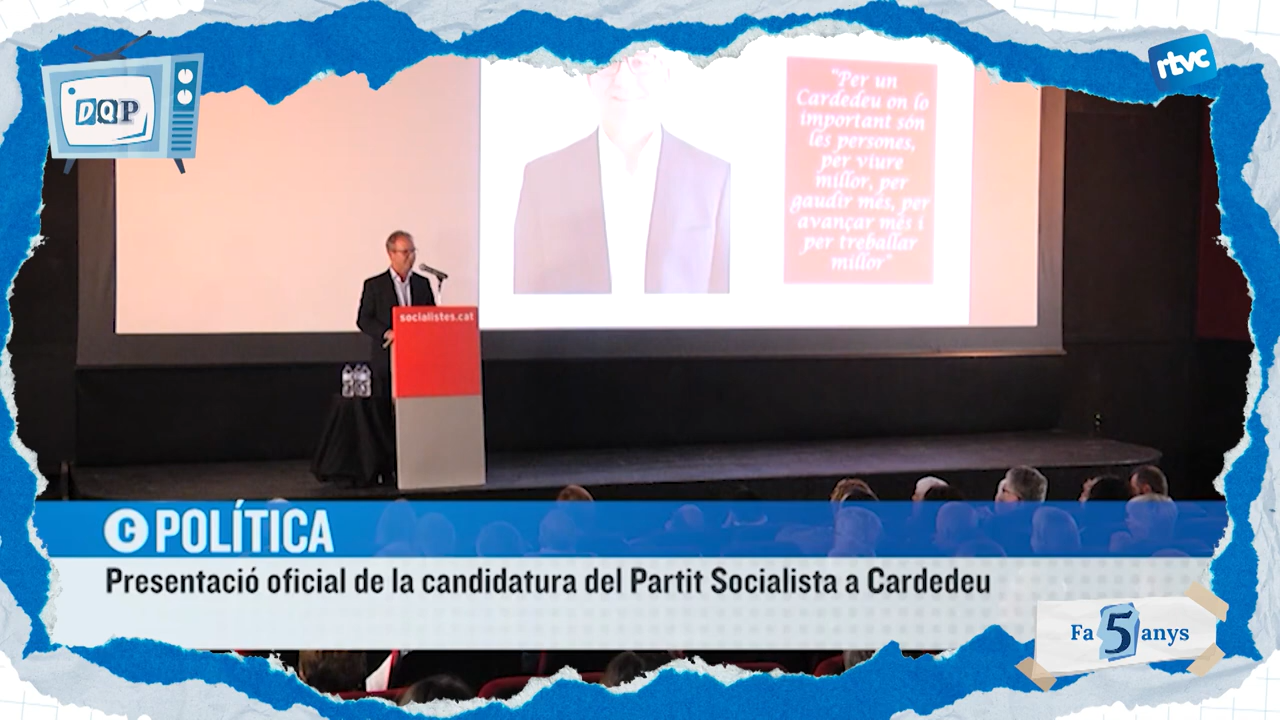 DQP
rtvc
"Per un
Cardedeu on lo
important són
les persones,
per viure
millor, per
gaudir més, per
avançar més i
per treballar
millor"
socialistes.cat
POLÍTICA
Presentació oficial de la candidatura del Partit Socialista a Cardedeu
Fa 5 anys